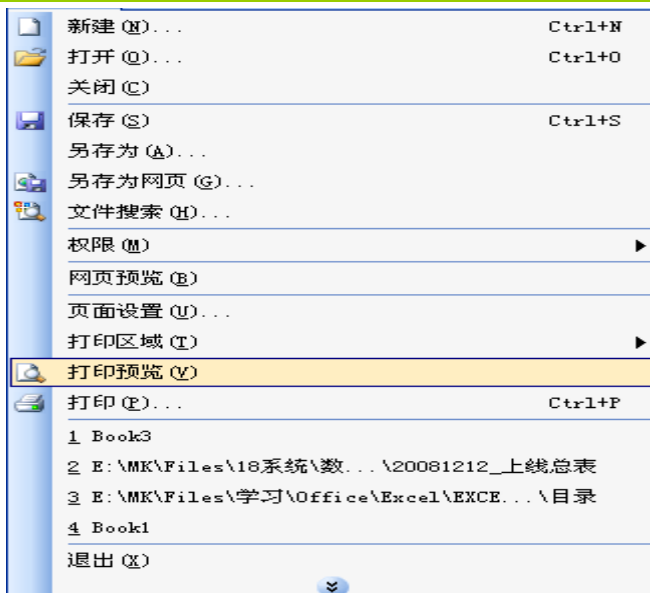 新建(N)... Ctrl+N
打开(O)... Ctrl+O
关闭(C)
保存(S) Ctrl+S
另存为(A)...
另存为网页(G)...
文件搜索(H)...
权限(M)
网页预览(B)
页面设置(U)...
打印区域(T)
打印预览(V)
打印(P)... Ctrl+P
1 Book3
2 E:\MK\Files\18系统\数...\20081212_上线总表
3 E:\MK\Files\学习\Office\Excel\EXCE...\目录
4 Book1
退出(X)